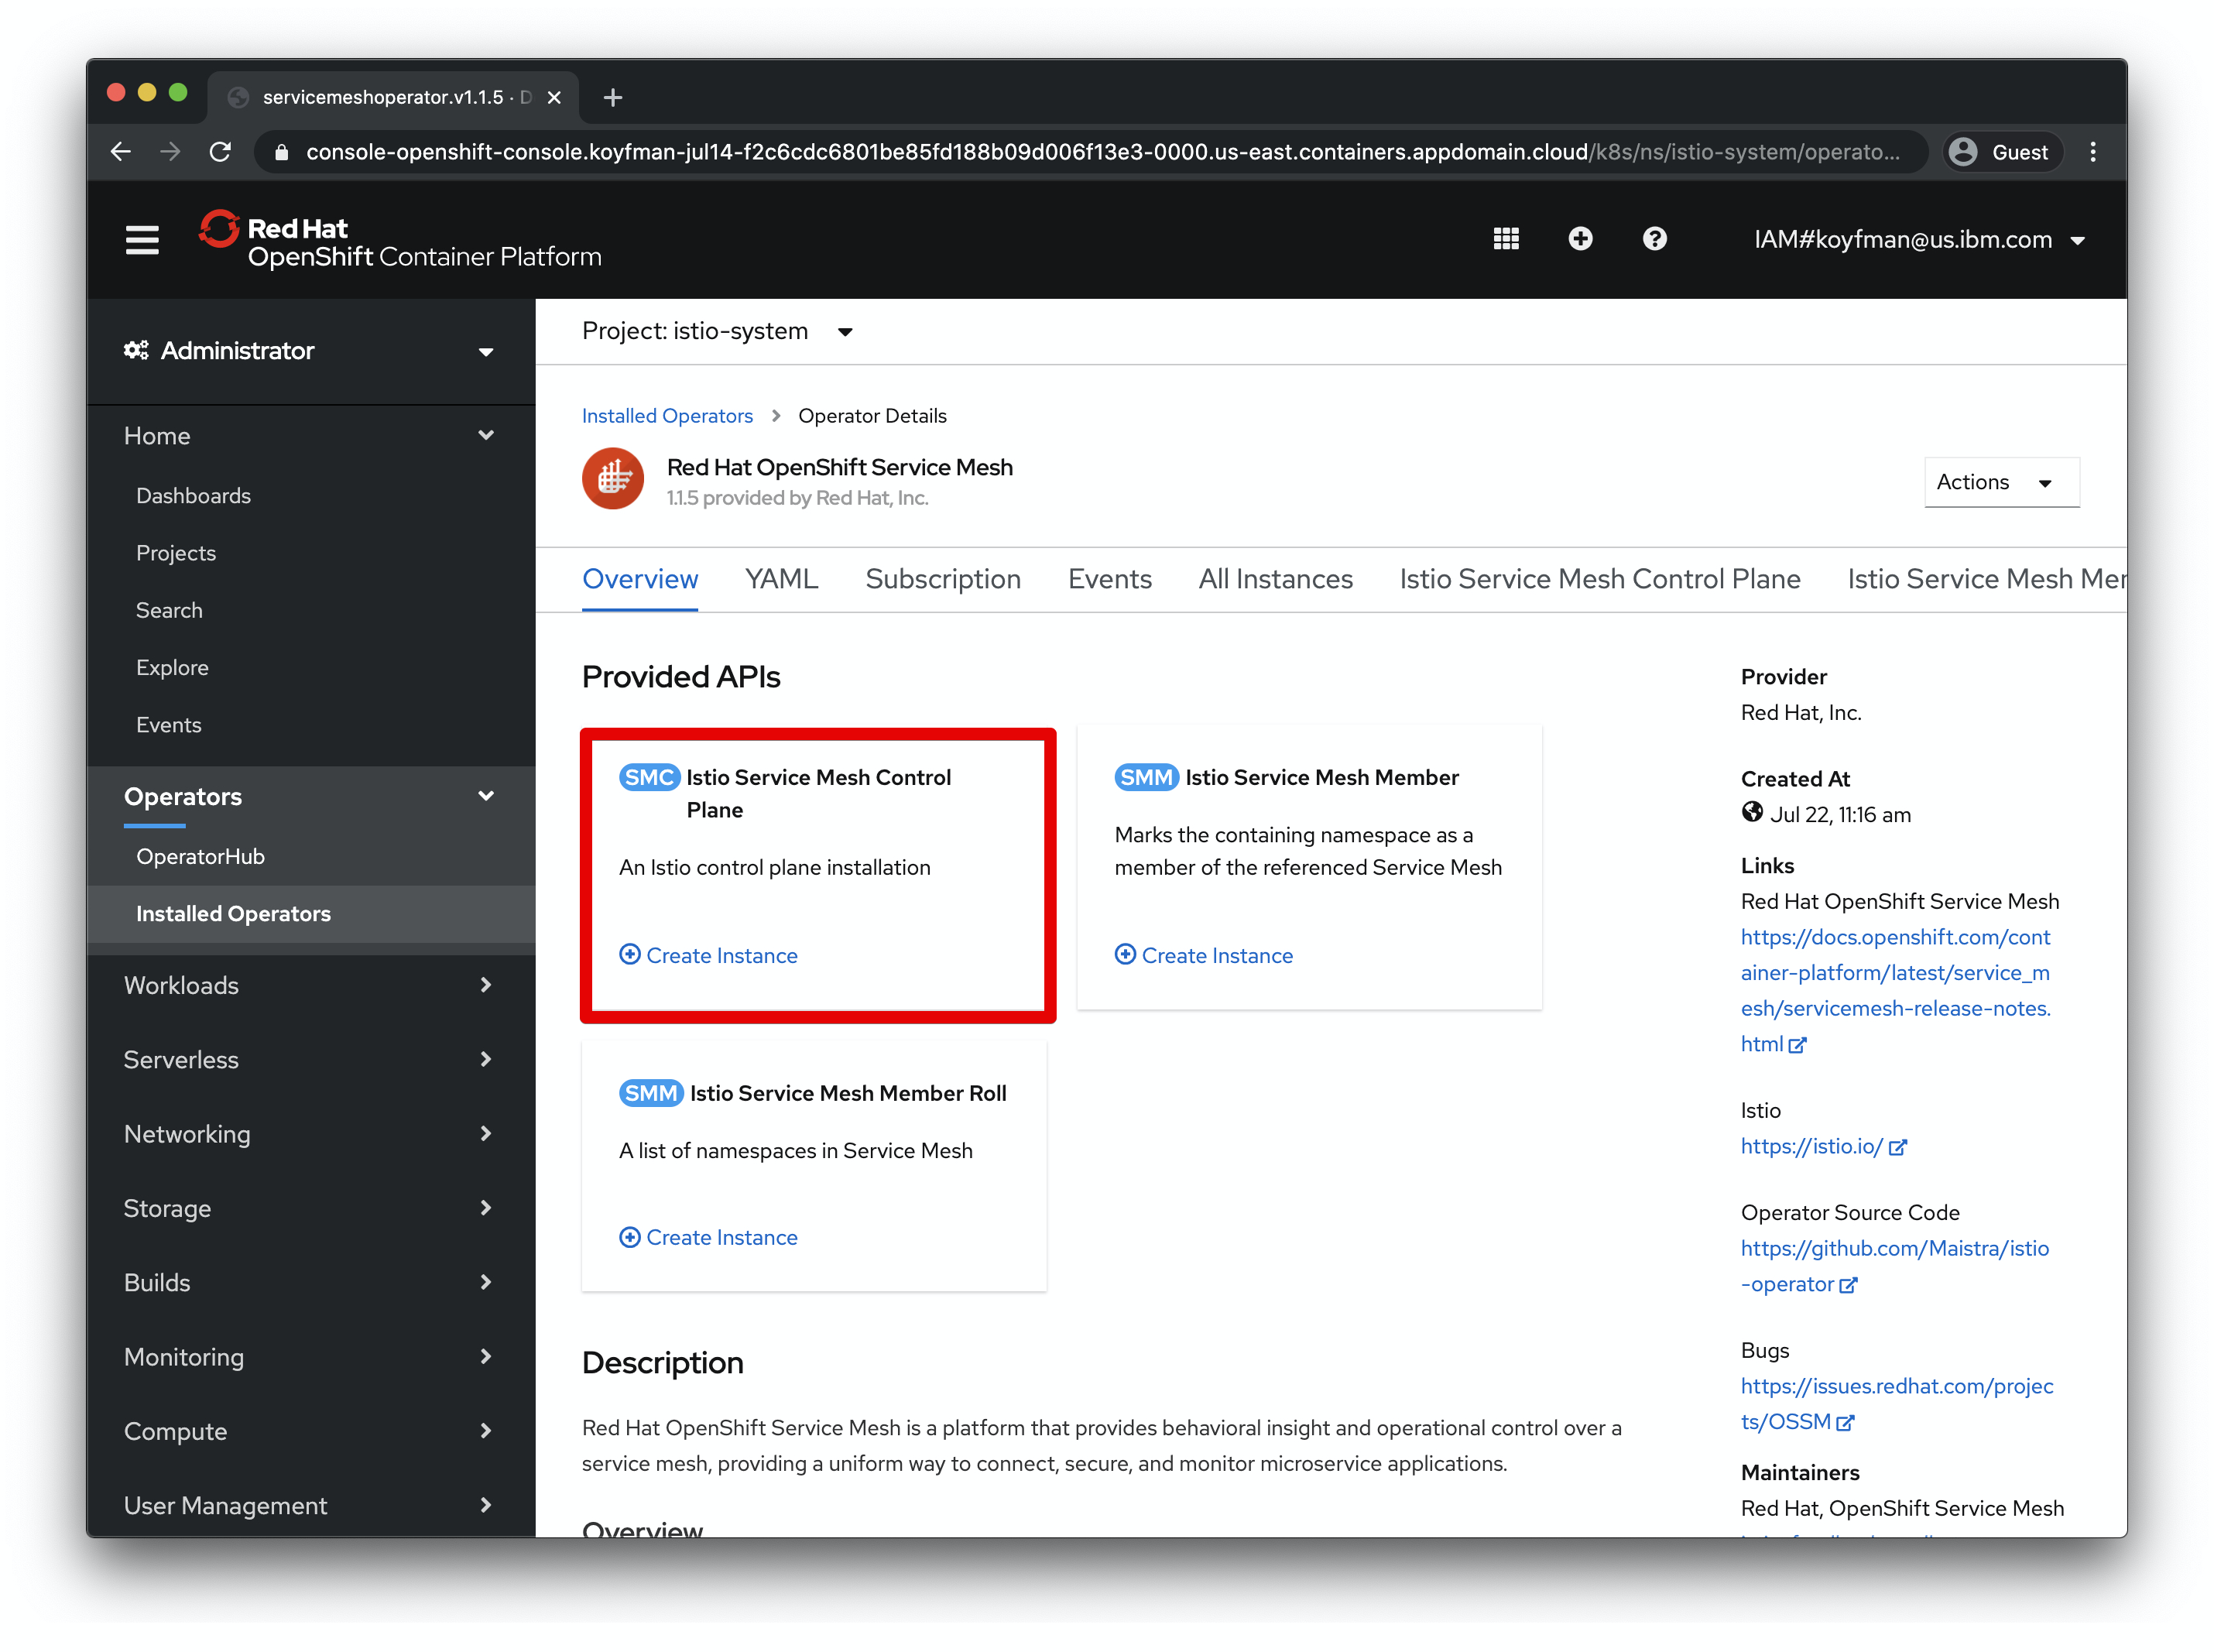 servicemeshoperator.v1.1.5 · D
console-openshift-console.koyfman-jul14-f2c6cdc6801be85fd188b09d006f13e3-0000.us-east.containers.appdomain.cloud/k8s/ns/istio-system/operato...
Guest
Red Hat
OpenShift Container Platform
IAM#koyfman@us.ibm.com
Administrator
Home
Dashboards
Projects
Search
Explore
Events
Operators
OperatorHub
Installed Operators
Workloads
Serverless
Networking
Storage
Builds
Monitoring
Compute
User Management
Project: istio-system
Installed Operators > Operator Details
Red Hat OpenShift Service Mesh
1.1.5 provided by Red Hat, Inc.
Actions
Overview YAML Subscription Events All Instances Istio Service Mesh Control Plane Istio Service Mesh Mer
Provided APIs
SMC Istio Service Mesh Control
Plane
An Istio control plane installation
Create Instance
SMM Istio Service Mesh Member
Marks the containing namespace as a
member of the referenced Service Mesh
Create Instance
SMM Istio Service Mesh Member Roll
A list of namespaces in Service Mesh
Create Instance
Description
Red Hat OpenShift Service Mesh is a platform that provides behavioral insight and operational control over a
service mesh, providing a uniform way to connect, secure, and monitor microservice applications.
Overview
Provider
Red Hat, Inc.
Created At
Jul 22, 11:16 am
Links
Red Hat OpenShift Service Mesh
https://docs.openshift.com/cont
ainer-platform/latest/service_m
esh/servicemesh-release-notes.
html
Istio
https://istio.io/
Operator Source Code
https://github.com/Maistra/istio
-operator
Bugs
https://issues.redhat.com/projec
ts/OSSM
Maintainers
Red Hat, OpenShift Service Mesh